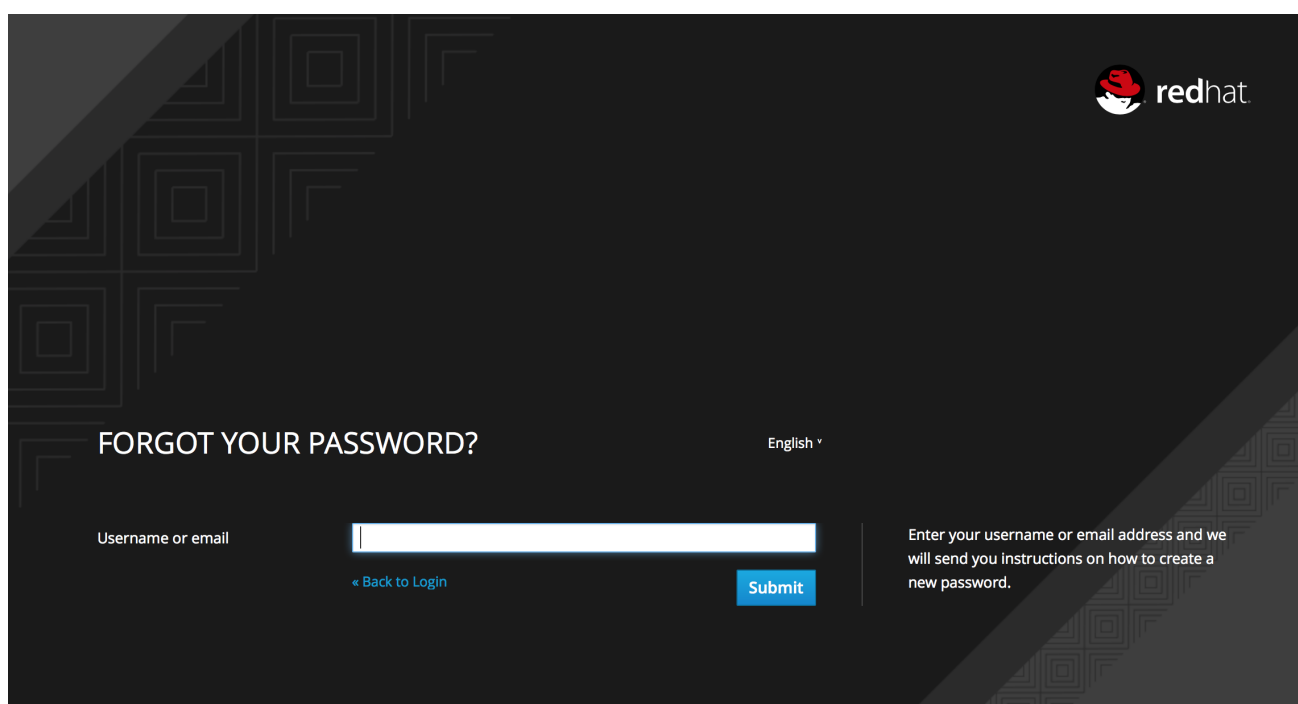 redhat.
FORGOT YOUR PASSWORD?
English ˅
Username or email
Enter your username or email address and we
will send you instructions on how to create a
new password.
« Back to Login
Submit